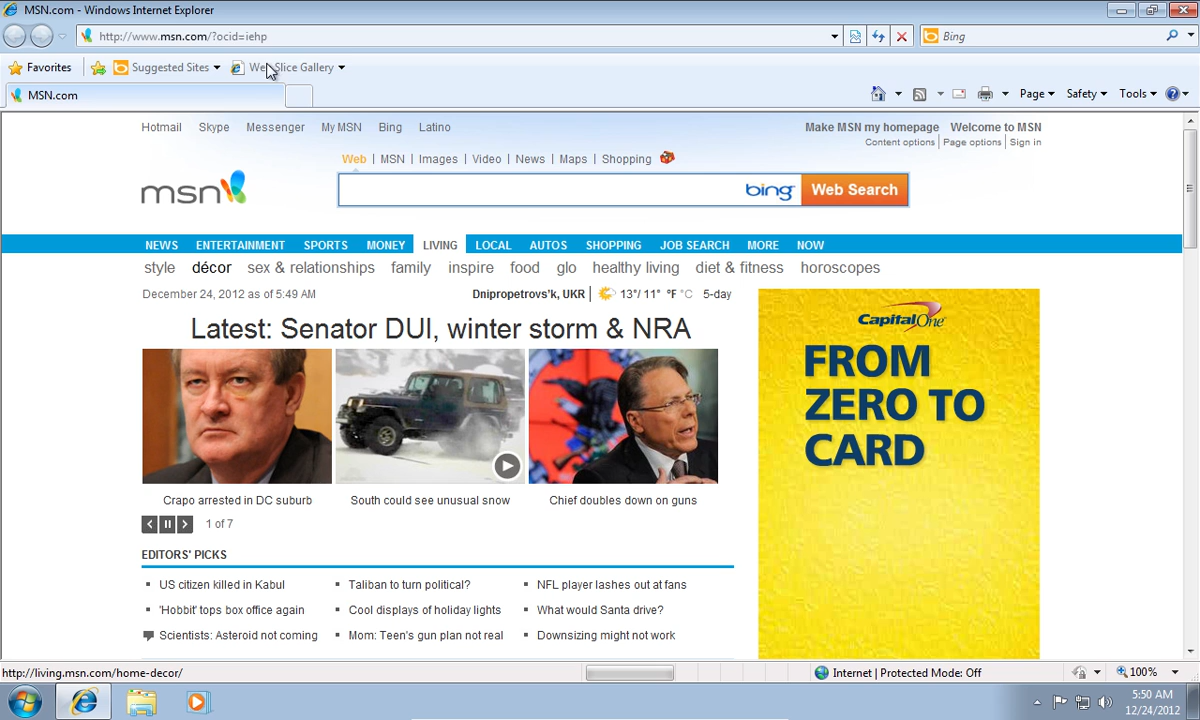 MSN.com - Windows Internet Explorer
http://www.msn.com/?ocid=iehp
Bing
Favorites Suggested Sites Web Slice Gallery
MSN.com
Page Safety Tools
Hotmail Skype Messenger My MSN Bing Latino
Make MSN my homepage Welcome to MSN
Content options | Page options | Sign in
Web | MSN | Images | Video | News | Maps | Shopping
msn
bing Web Search
NEWS ENTERTAINMENT SPORTS MONEY LIVING LOCAL AUTOS SHOPPING JOB SEARCH MORE NOW
style décor sex & relationships family inspire food glo healthy living diet & fitness horoscopes
December 24, 2012 as of 5:49 AM
Dnipropetrovs'k, UKR | 13°/ 11° °F °C 5-day
Latest: Senator DUI, winter storm & NRA
Crapo arrested in DC suburb
South could see unusual snow
Chief doubles down on guns
1 of 7
EDITORS' PICKS
US citizen killed in Kabul
Taliban to turn political?
NFL player lashes out at fans
'Hobbit' tops box office again
Cool displays of holiday lights
What would Santa drive?
Scientists: Asteroid not coming
Mom: Teen's gun plan not real
Downsizing might not work
Capital One
FROM
ZERO TO
CARD
http://living.msn.com/home-decor/
Internet | Protected Mode: Off
100%
5:50 AM
12/24/2012